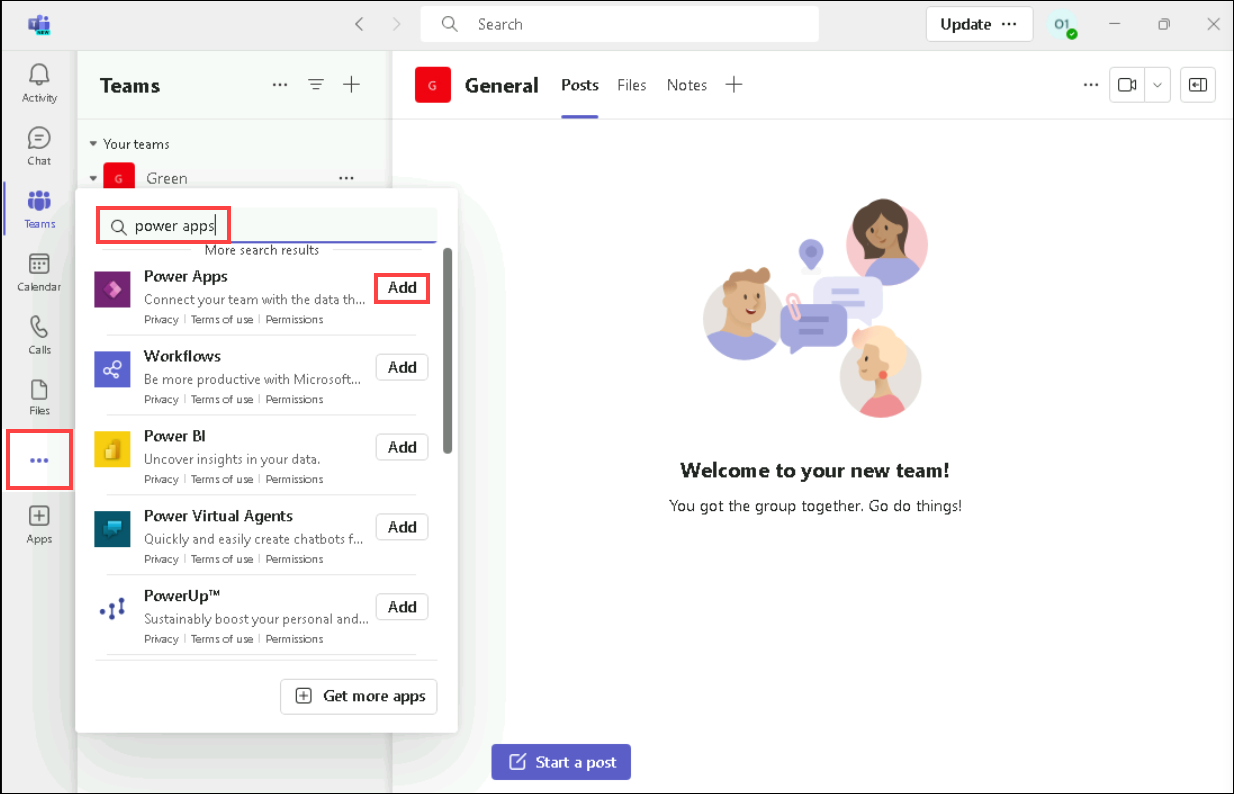 NEW
Search
Update ...
O1
Activity
Chat
Teams
Calendar
Calls
Files
Apps
Teams
Your teams
G Green
power apps
More search results
Power Apps
Connect your team with the data th...
Privacy | Terms of use | Permissions
Add
Workflows
Be more productive with Microsoft...
Privacy | Terms of use | Permissions
Add
Power BI
Uncover insights in your data.
Privacy | Terms of use | Permissions
Add
Power Virtual Agents
Quickly and easily create chatbots f...
Privacy | Terms of use | Permissions
Add
PowerUp™
Sustainably boost your personal and...
Privacy | Terms of use | Permissions
Add
Get more apps
G General Posts Files Notes
Welcome to your new team!
You got the group together. Go do things!
Start a post